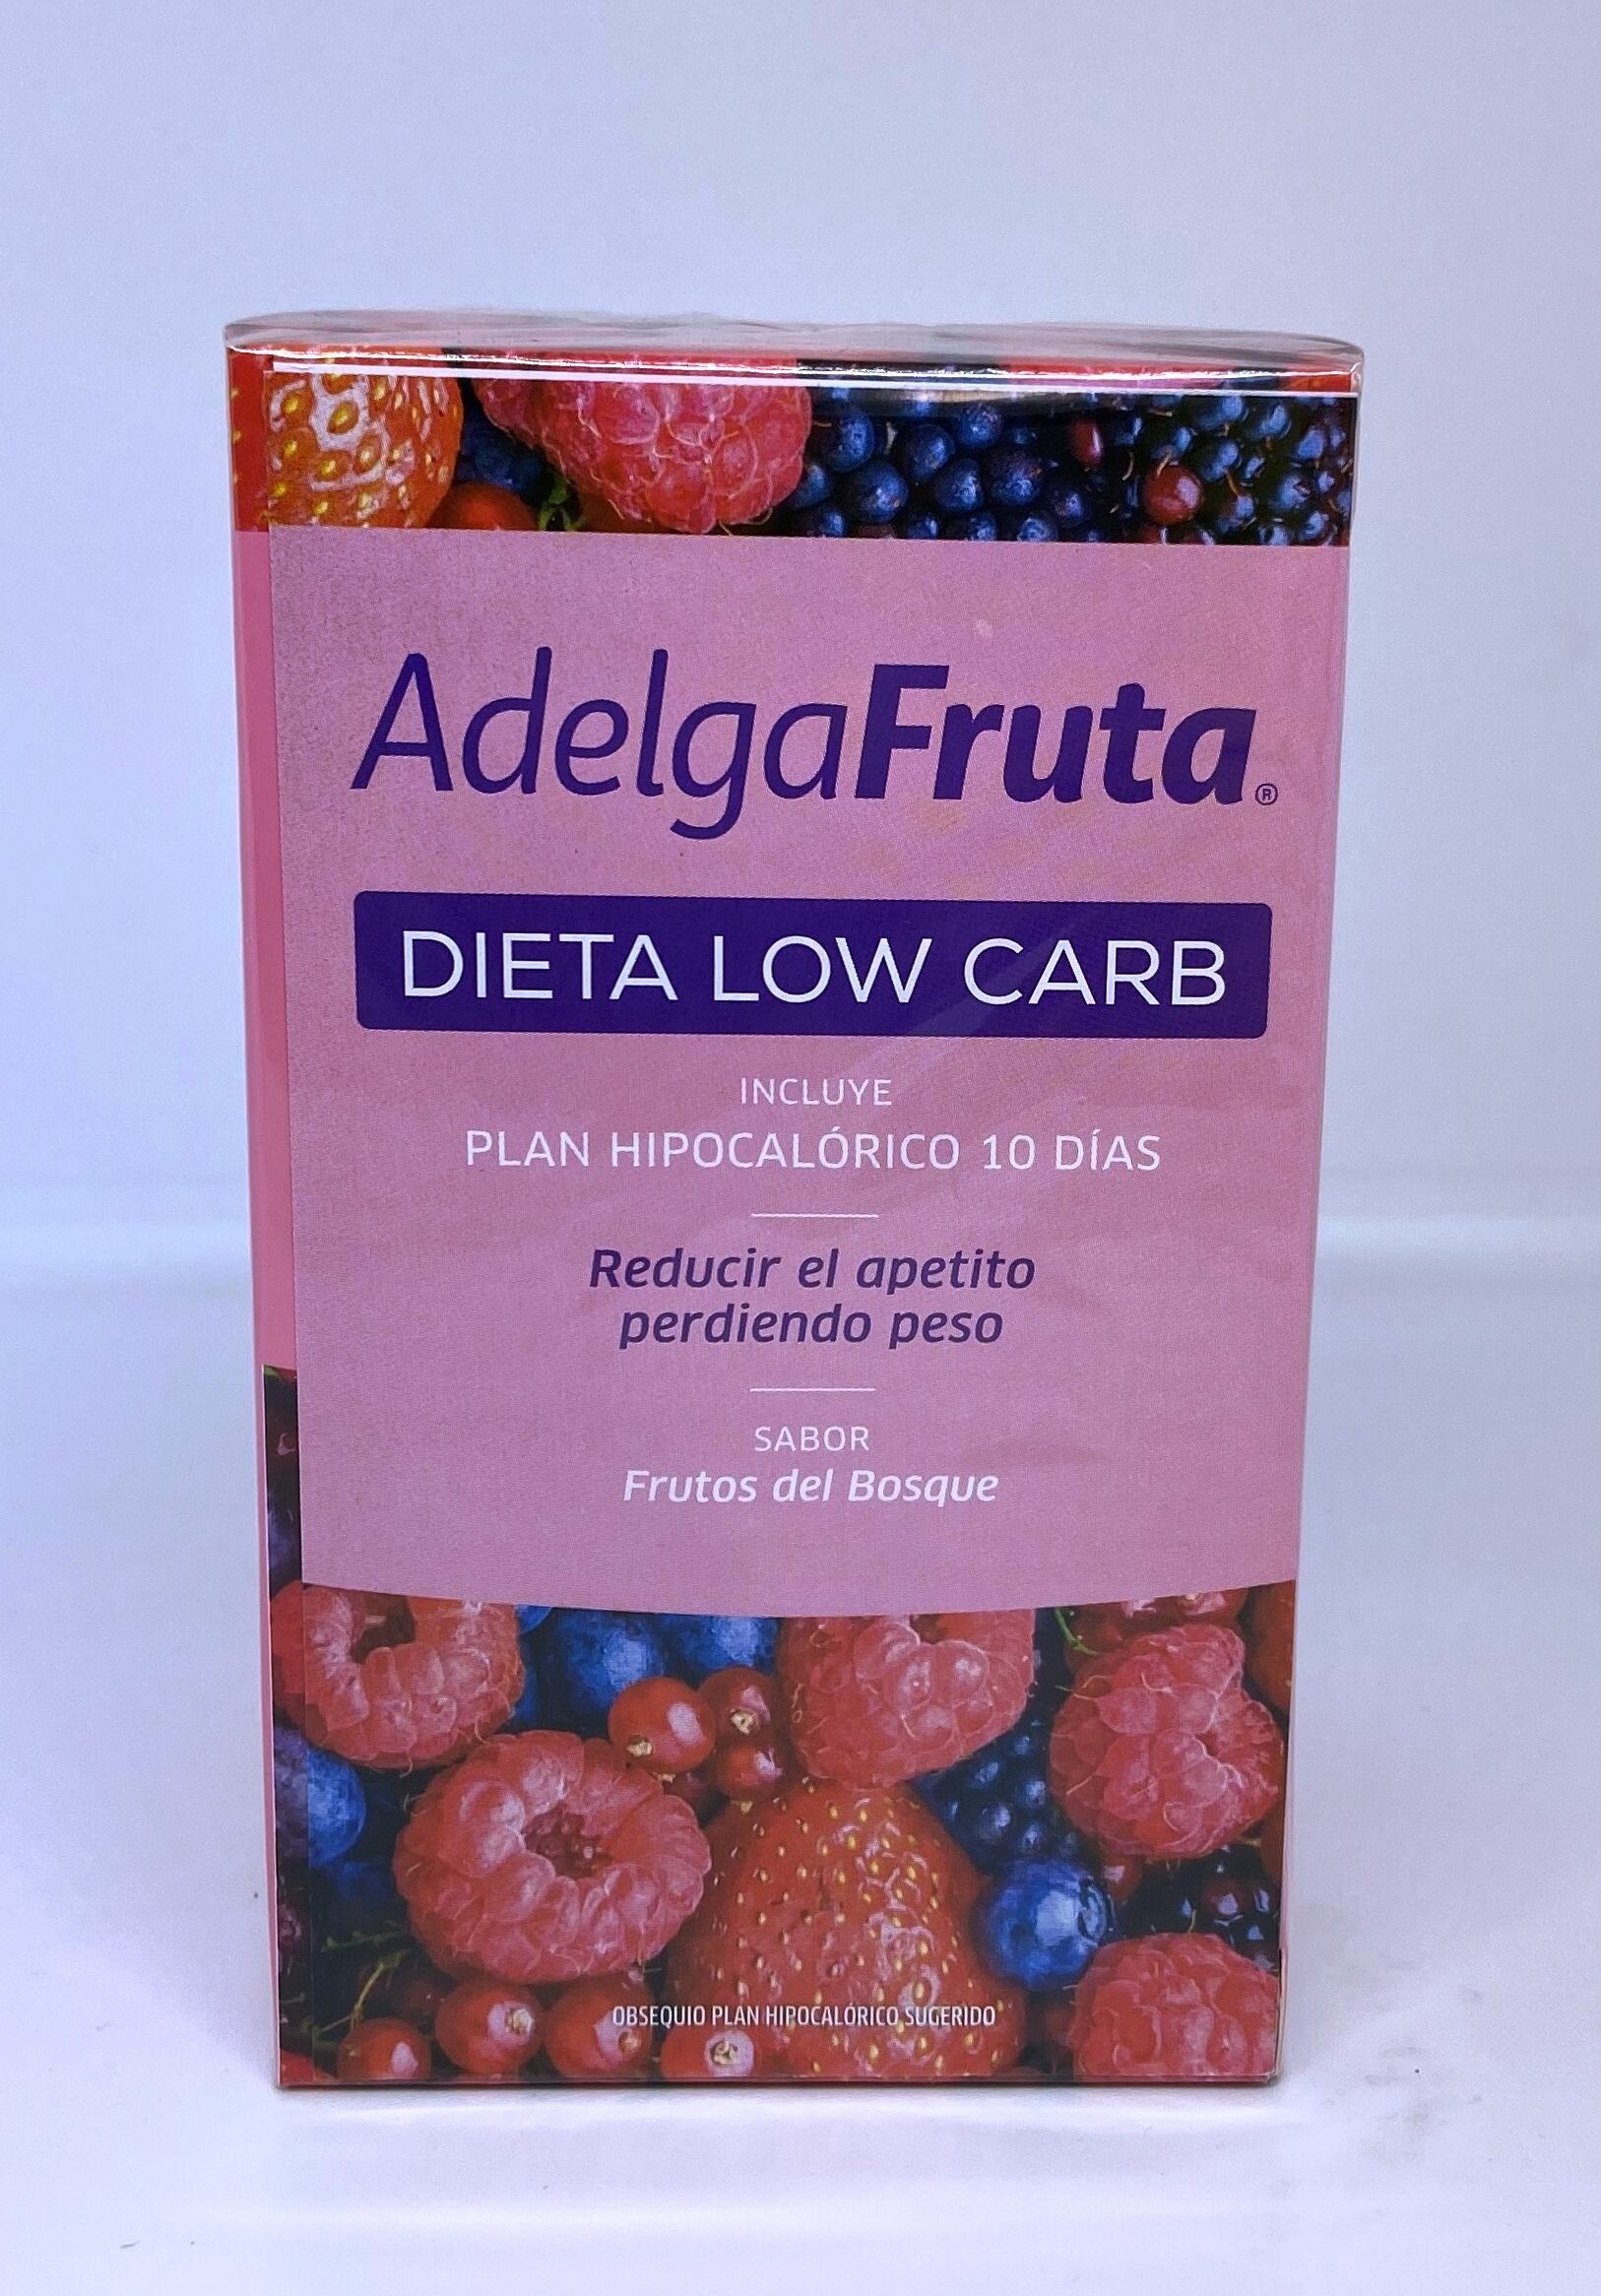 AdelgaFruta®
DIETA LOW CARB
INCLUYE
PLAN HIPOCALÓRICO 10 DÍAS
Reducir el apetito
perdiendo peso
SABOR
Frutos del Bosque
OBSEQUIO PLAN HIPOCALÓRICO SUGERIDO